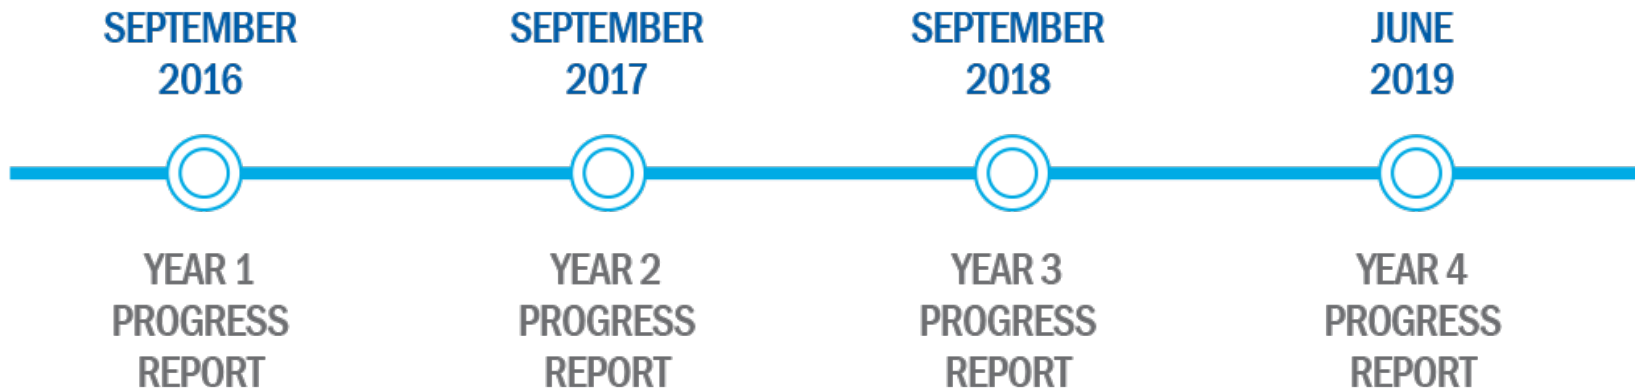 SEPTEMBER
2016
SEPTEMBER
2017
SEPTEMBER
2018
JUNE
2019
YEAR 1
PROGRESS
REPORT
YEAR 2
PROGRESS
REPORT
YEAR 3
PROGRESS
REPORT
YEAR 4
PROGRESS
REPORT